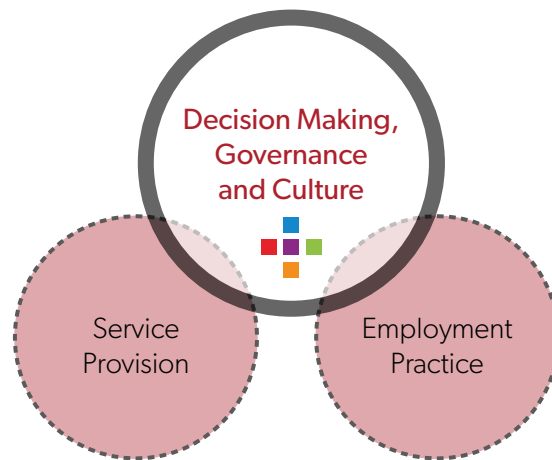 Decision Making,
Governance
and Culture
Service
Provision
Employment
Practice